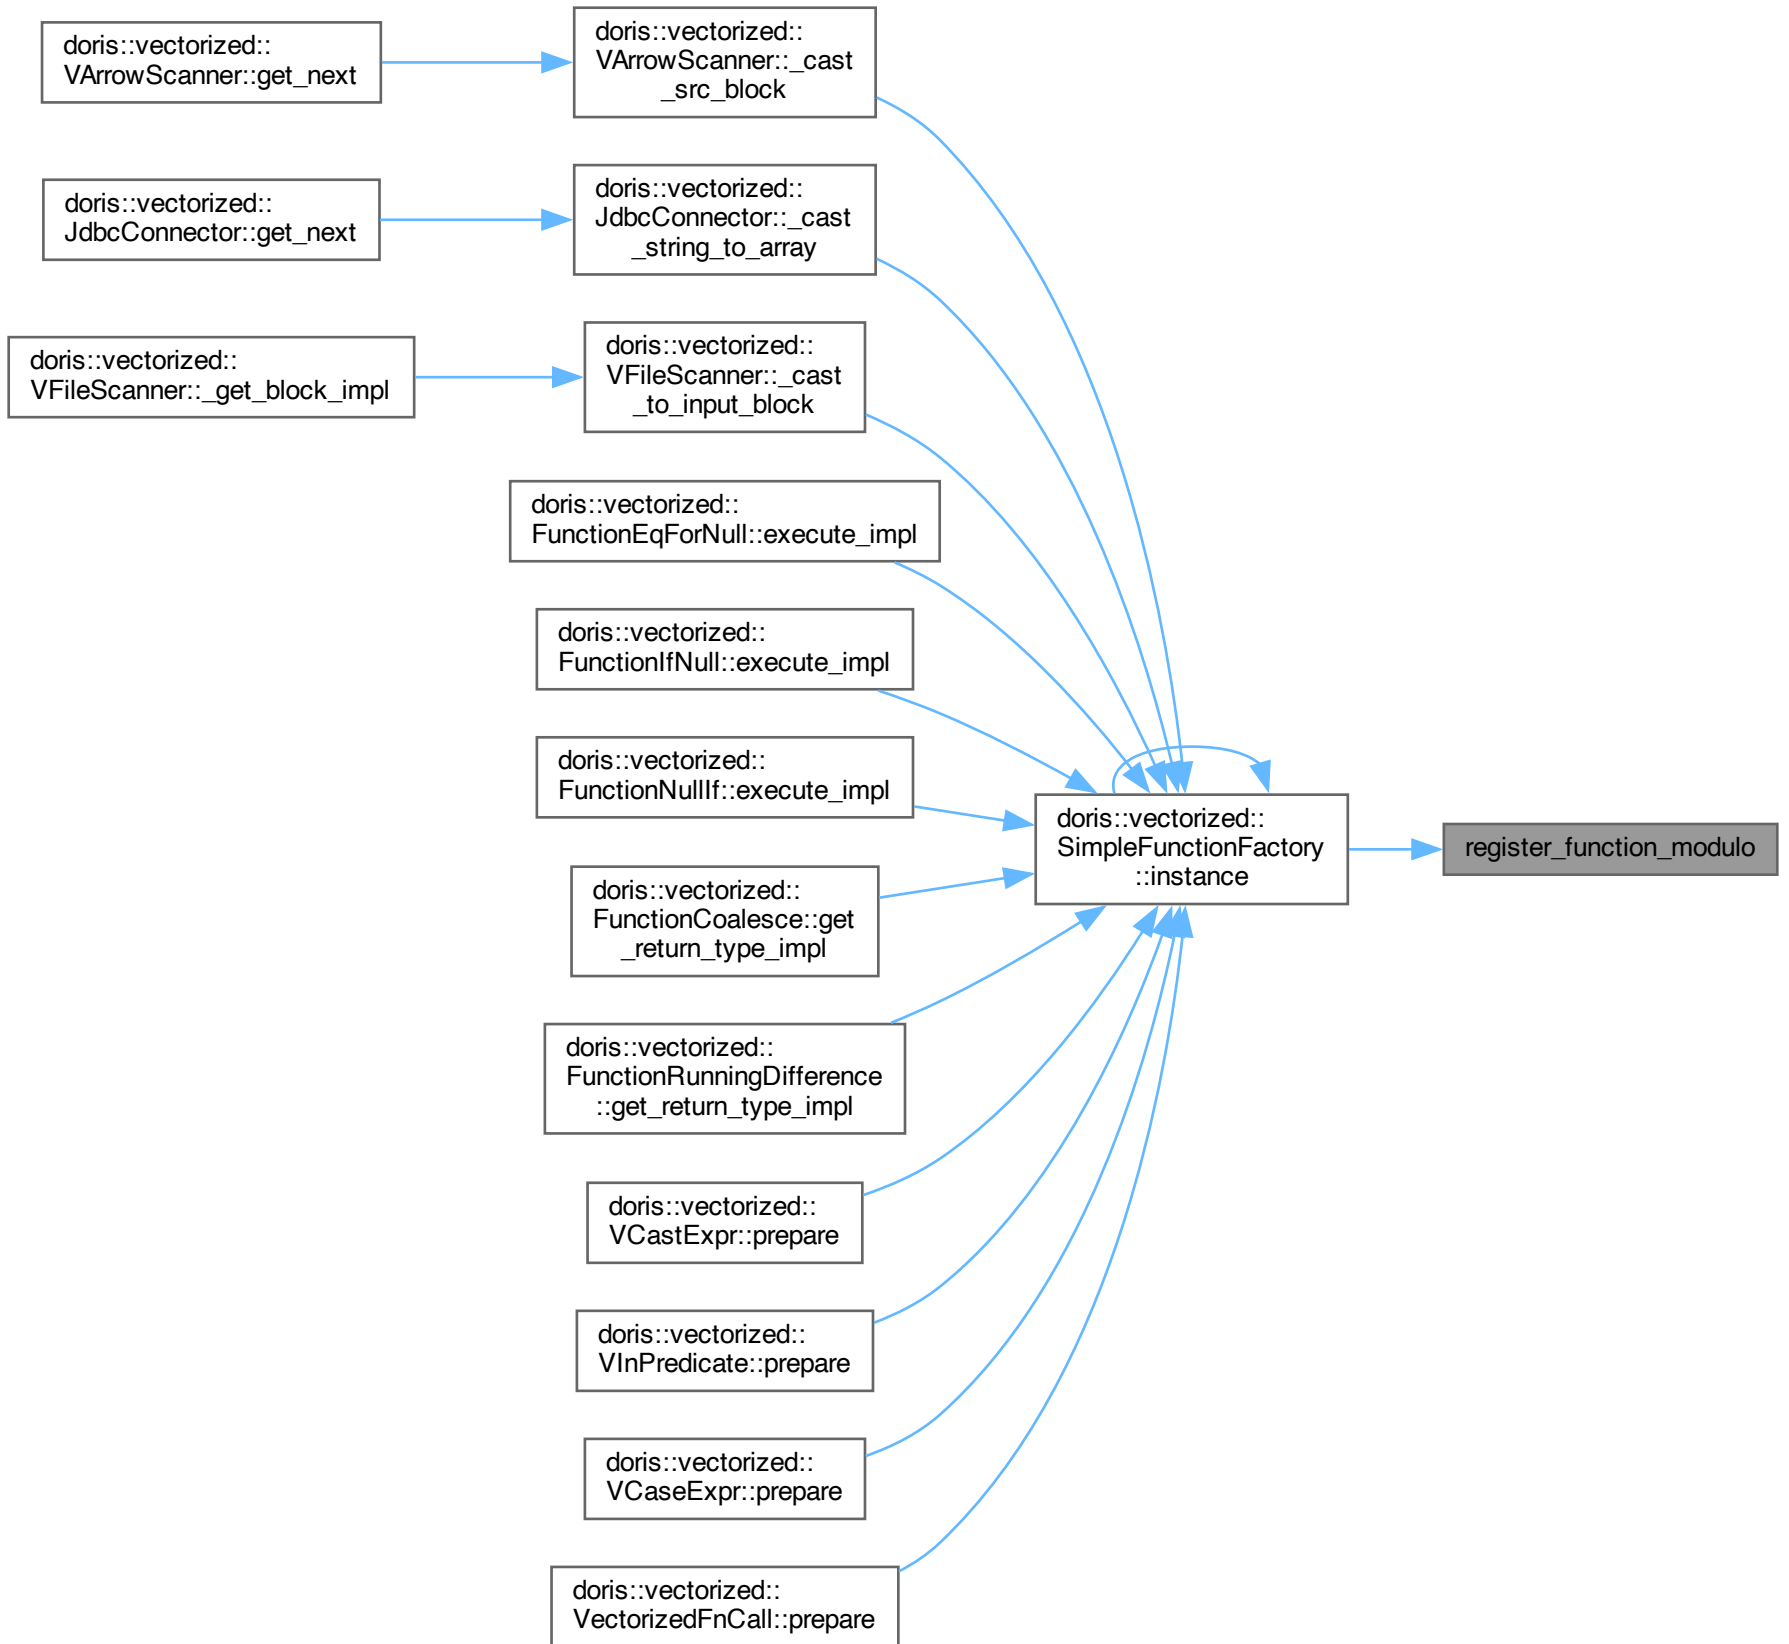 doris::vectorized::
VArrowScanner::get_next
doris::vectorized::
VArrowScanner::_cast
_src_block
doris::vectorized::
JdbcConnector::get_next
doris::vectorized::
JdbcConnector::_cast
_string_to_array
doris::vectorized::
VFileScanner::_get_block_impl
doris::vectorized::
VFileScanner::_cast
_to_input_block
doris::vectorized::
FunctionEqForNull::execute_impl
doris::vectorized::
FunctionIfNull::execute_impl
doris::vectorized::
FunctionNullIf::execute_impl
doris::vectorized::
SimpleFunctionFactory
::instance
register_function_modulo
doris::vectorized::
FunctionCoalesce::get
_return_type_impl
doris::vectorized::
FunctionRunningDifference
::get_return_type_impl
doris::vectorized::
VCastExpr::prepare
doris::vectorized::
VInPredicate::prepare
doris::vectorized::
VCaseExpr::prepare
doris::vectorized::
VectorizedFnCall::prepare